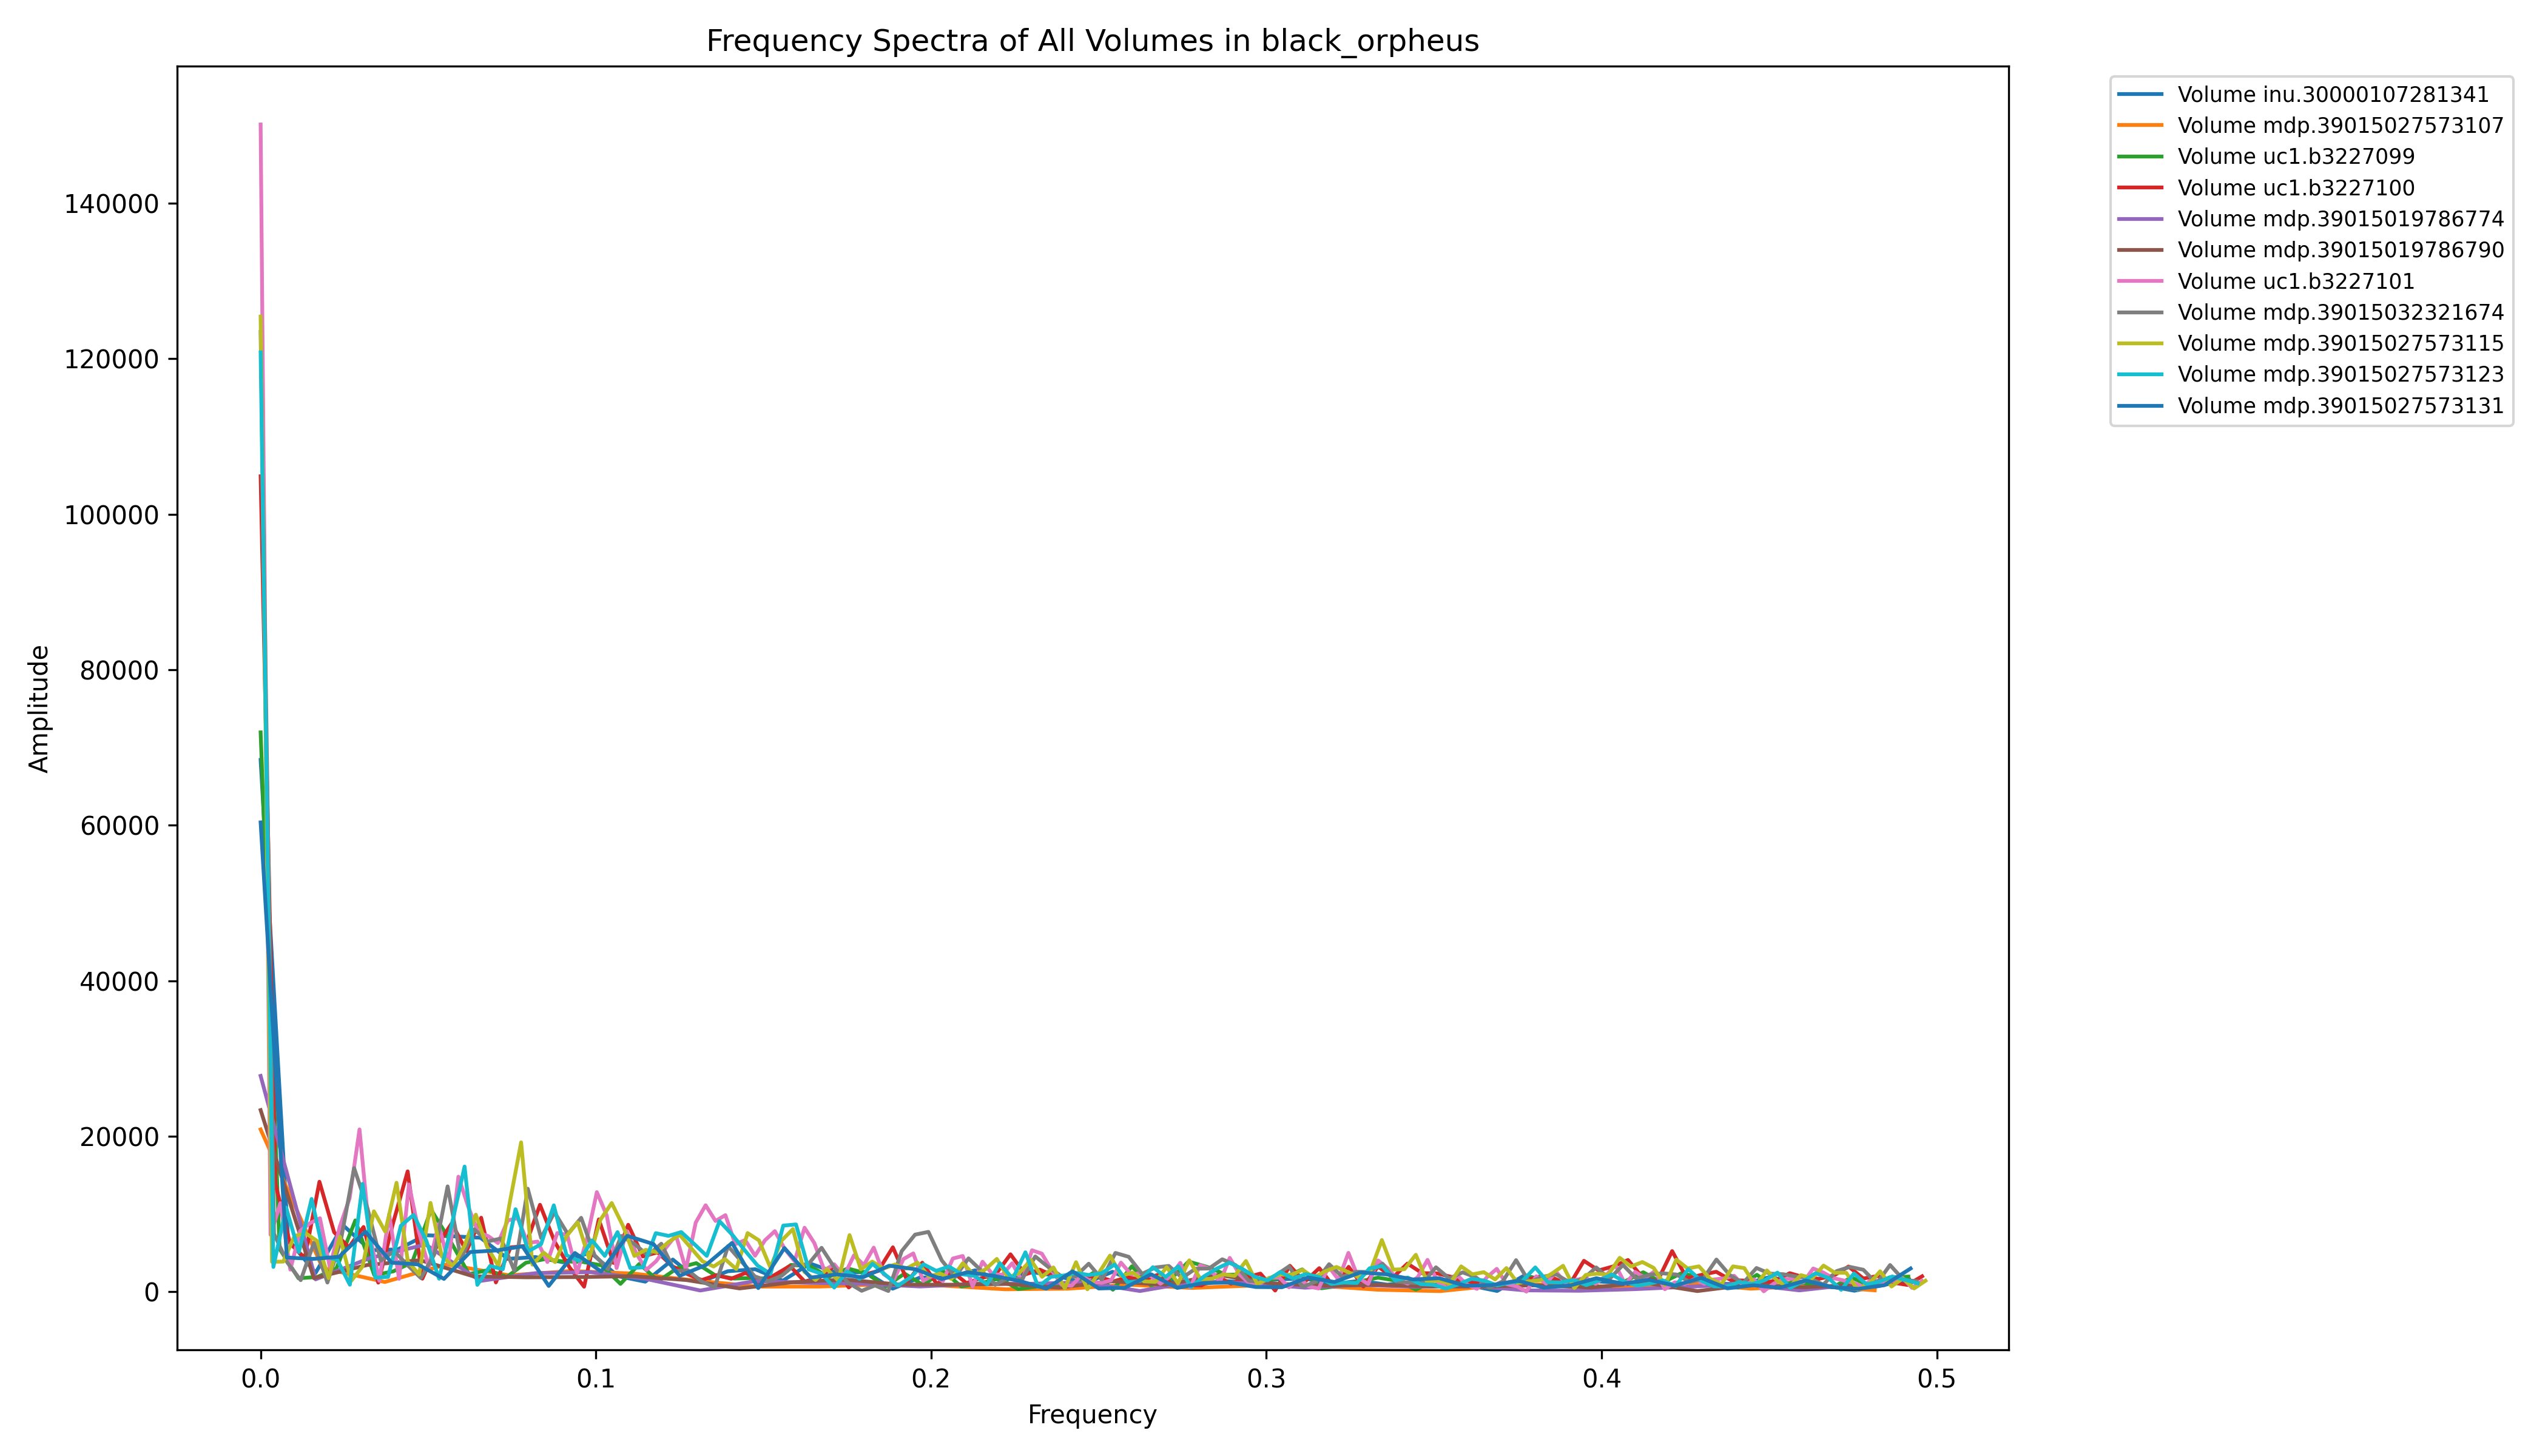 Frequency Spectra of All Volumes in black_orpheus
Volume inu.30000107281341
Volume mdp.39015027573107
Volume uc1.b3227099
Volume uc1.b3227100
Volume mdp.39015019786774
Volume mdp.39015019786790
Volume uc1.b3227101
Volume mdp.39015032321674
Volume mdp.39015027573115
Volume mdp.39015027573123
Volume mdp.39015027573131
Amplitude
140000
120000
100000
80000
60000
40000
20000
0
0.0 0.1 0.2 0.3 0.4 0.5
Frequency